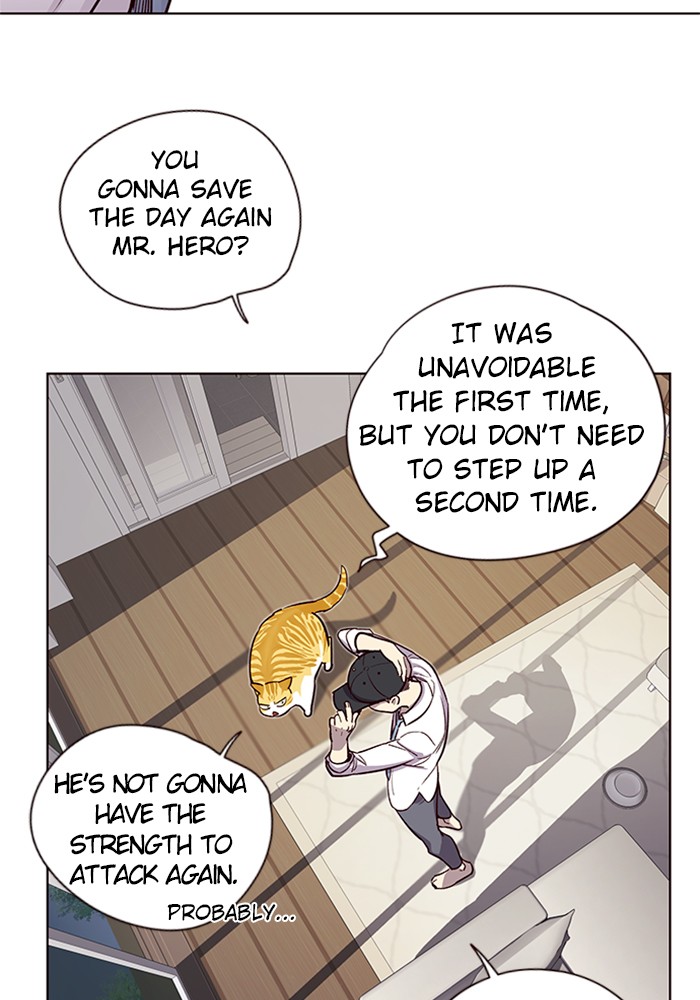 YOU
GONNA SAVE
THE DAY AGAIN
MR. HERO?
IT WAS
UNAVOIDABLE
THE FIRST TIME,
BUT YOU DON'T NEED
TO STEP UP A
SECOND TIME.
HE'S NOT GONNA
HAVE THE
STRENGTH TO
ATTACK AGAIN.
PROBABLY...